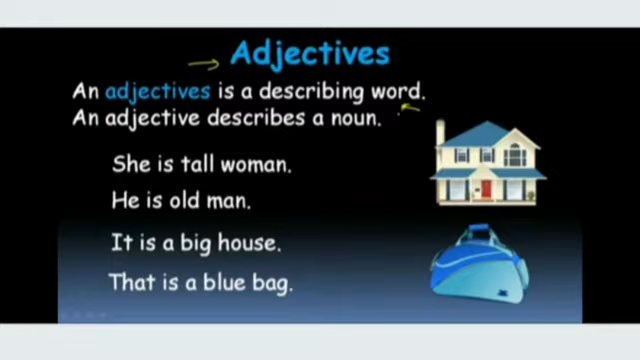 Adjectives
An adjectives is a describing word.
An adjective describes a noun.
She is tall woman.
He is old man.
It is a big house.
That is a blue bag.